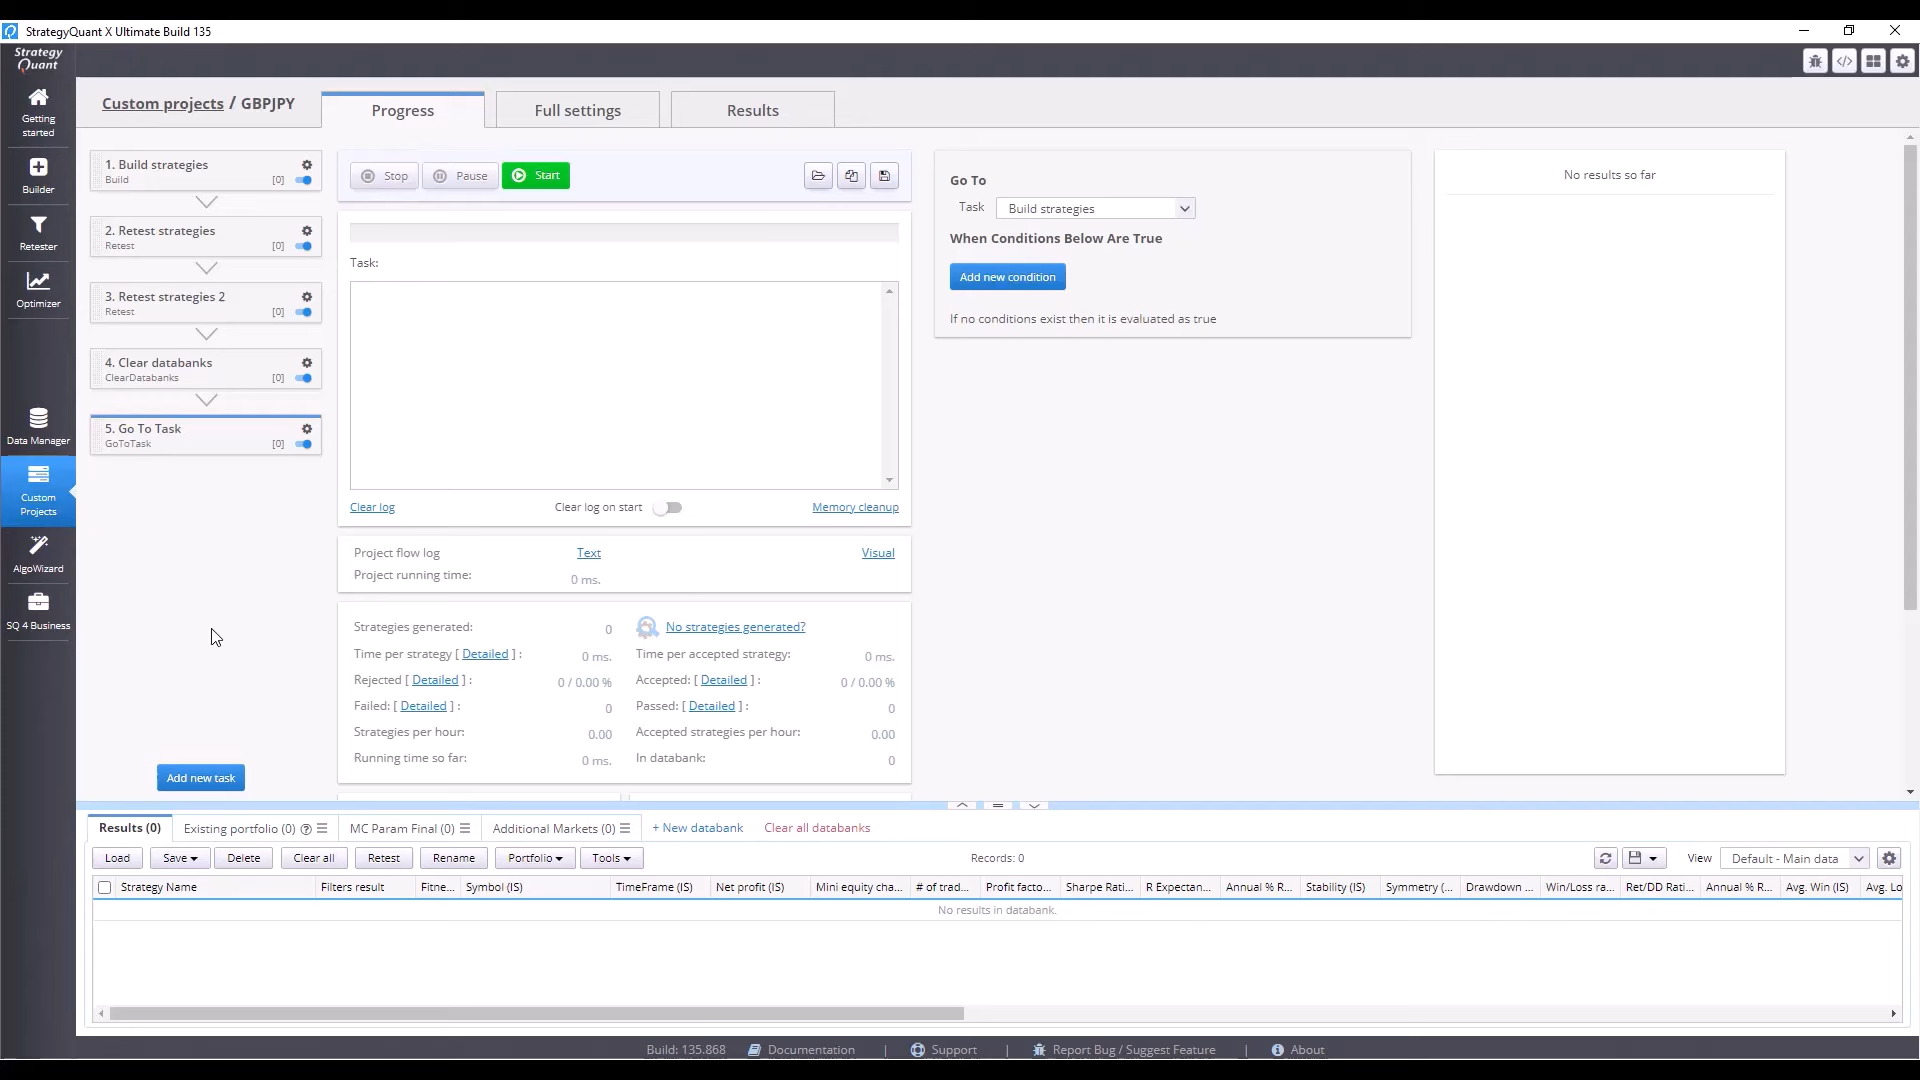 StrategyQuant X Ultimate Build 135
Strategy
Quant
Getting
started
Builder
Retester
Optimizer
Data Manager
Custom
Projects
AlgoWizard
SQ 4 Business
Custom projects / GBPJPY
Progress
Full settings
Results
1. Build strategies
Build
[0]
2. Retest strategies
Retest
[0]
3. Retest strategies 2
Retest
[0]
4. Clear databanks
ClearDatabanks
[0]
5. Go To Task
GoToTask
[0]
Add new task
Stop
Pause
Start
Task:
Clear log
Clear log on start
Memory cleanup
Project flow log
Text
Visual
Project running time:
0 ms.
Strategies generated:
0
No strategies generated?
Time per strategy [ Detailed ] :
0 ms.
Time per accepted strategy:
0 ms.
Rejected [ Detailed ] :
0 / 0.00 %
Accepted: [ Detailed ] :
0 / 0.00 %
Failed: [ Detailed ] :
0
Passed: [ Detailed ] :
0
Strategies per hour:
0.00
Accepted strategies per hour:
0.00
Running time so far:
0 ms.
In databank:
0
Go To
Task
Build strategies
When Conditions Below Are True
Add new condition
If no conditions exist then it is evaluated as true
No results so far
Results (0)
Existing portfolio (0)
MC Param Final (0)
Additional Markets (0)
+ New databank
Clear all databanks
Load
Save
Delete
Clear all
Retest
Rename
Portfolio
Tools
Records: 0
View
Default - Main data
Strategy Name
Filters result
Fitne...
Symbol (IS)
TimeFrame (IS)
Net profit (IS)
Mini equity cha...
# of trad...
Profit facto...
Sharpe Rati...
R Expectan...
Annual % R...
Stability (IS)
Symmetry (...
Drawdown ...
Win/Loss ra...
Ret/DD Rati...
Annual % R...
Avg. Win (IS)
Avg. Lo
No results in databank.
Build: 135.868
Documentation
|
Support
|
Report Bug / Suggest Feature
|
About